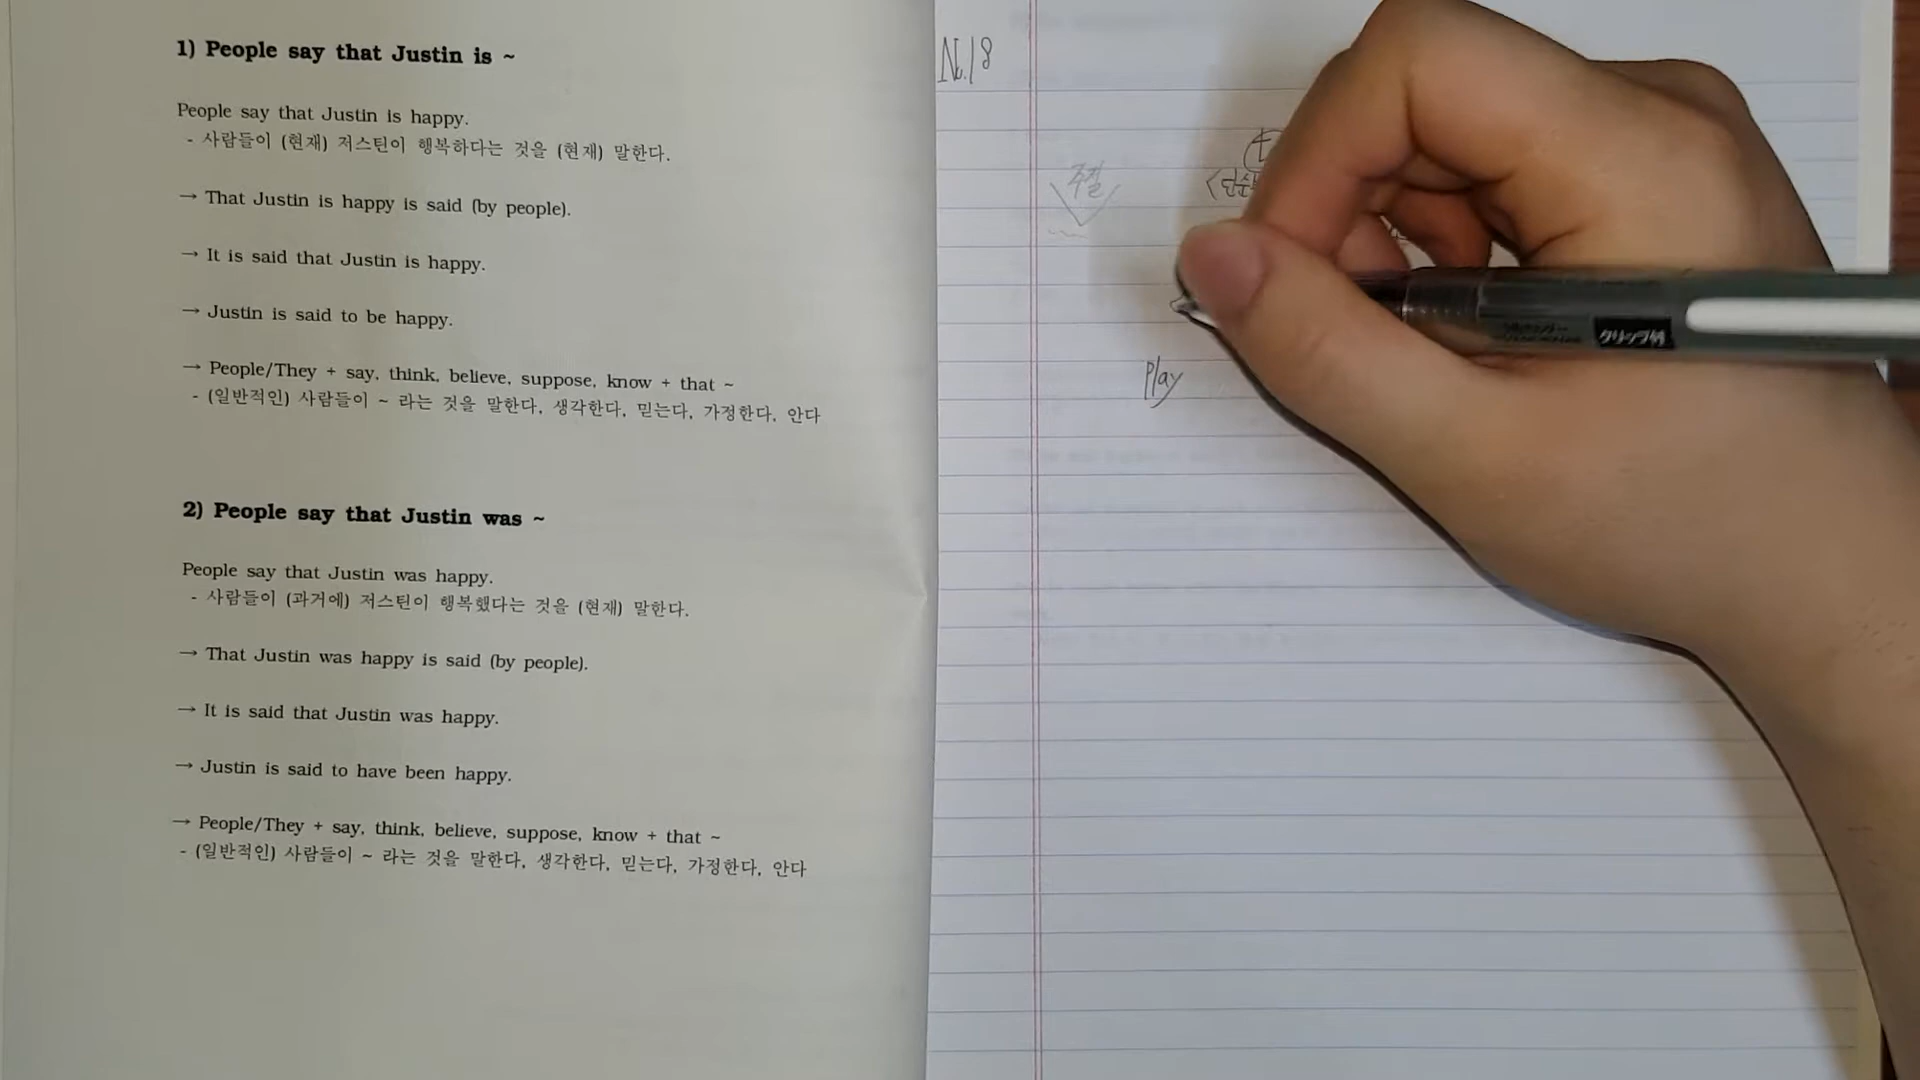 1) People say that Justin is ~
People say that Justin is happy.
- 사람들이 (현재) 저스틴이 행복하다는 것을 (현재) 말한다.
→ That Justin is happy is said (by people).
→ It is said that Justin is happy.
→ Justin is said to be happy.
→ People/They + say, think, believe, suppose, know + that ~
- (일반적인) 사람들이 ~ 라는 것을 말한다, 생각한다, 믿는다, 가정한다, 안다
2) People say that Justin was ~
People say that Justin was happy.
- 사람들이 (과거에) 저스틴이 행복했다는 것을 (현재) 말한다.
→ That Justin was happy is said (by people).
→ It is said that Justin was happy.
→ Justin is said to have been happy.
→ People/They + say, think, believe, suppose, know + that ~
- (일반적인) 사람들이 ~ 라는 것을 말한다, 생각한다, 믿는다, 가정한다, 안다
No.18
주절
Play
クリップ付